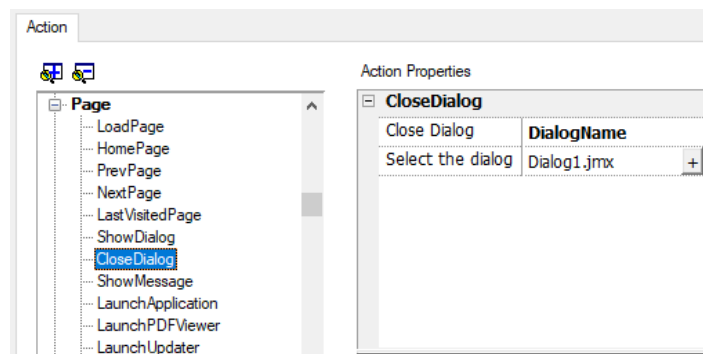 Action
Action Properties
Page
LoadPage
HomePage
PrevPage
NextPage
LastVisitedPage
ShowDialog
CloseDialog
ShowMessage
LaunchApplication
LaunchPDFViewer
LaunchUpdater
CloseDialog
Close Dialog DialogName
Select the dialog Dialog1.jmx +